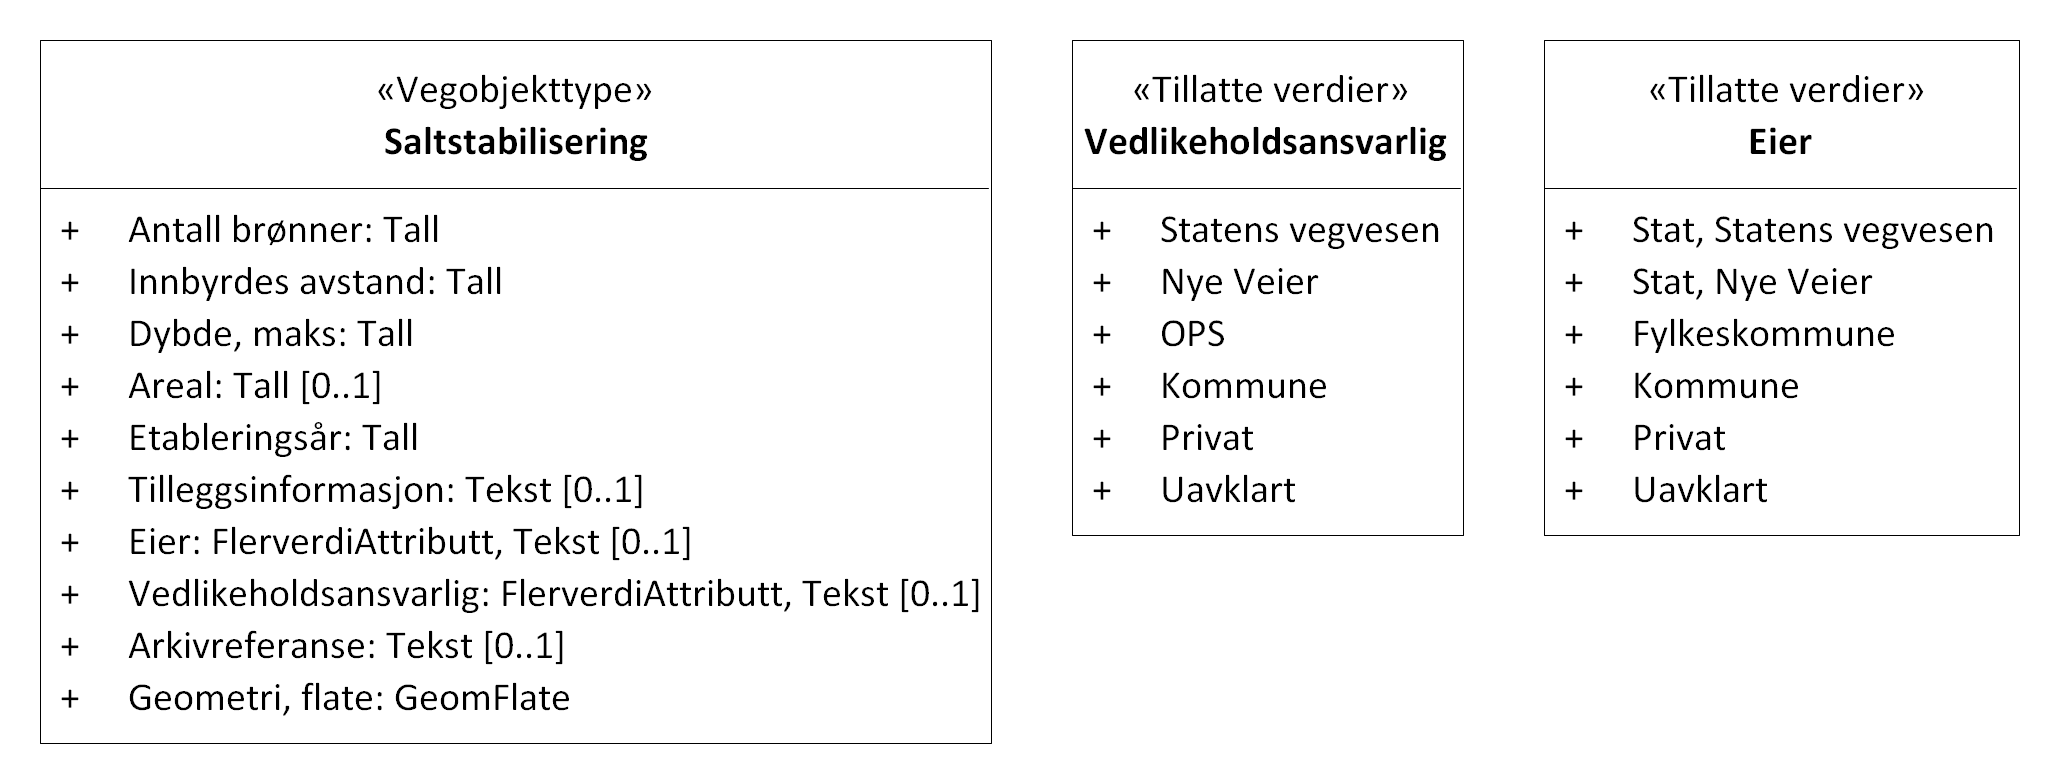 «Vegobjekttype»
Saltstabilisering
+ Antall brønner: Tall
+ Innbyrdes avstand: Tall
+ Dybde, maks: Tall
+ Areal: Tall [0..1]
+ Etableringsår: Tall
+ Tilleggsinformasjon: Tekst [0..1]
+ Eier: FlerverdiAttributt, Tekst [0..1]
+ Vedlikeholdsansvarlig: FlerverdiAttributt, Tekst [0..1]
+ Arkivreferanse: Tekst [0..1]
+ Geometri, flate: GeomFlate
«Tillatte verdier»
Vedlikeholdsansvarlig
+ Statens vegvesen
+ Nye Veier
+ OPS
+ Kommune
+ Privat
+ Uavklart
«Tillatte verdier»
Eier
+ Stat, Statens vegvesen
+ Stat, Nye Veier
+ Fylkeskommune
+ Kommune
+ Privat
+ Uavklart